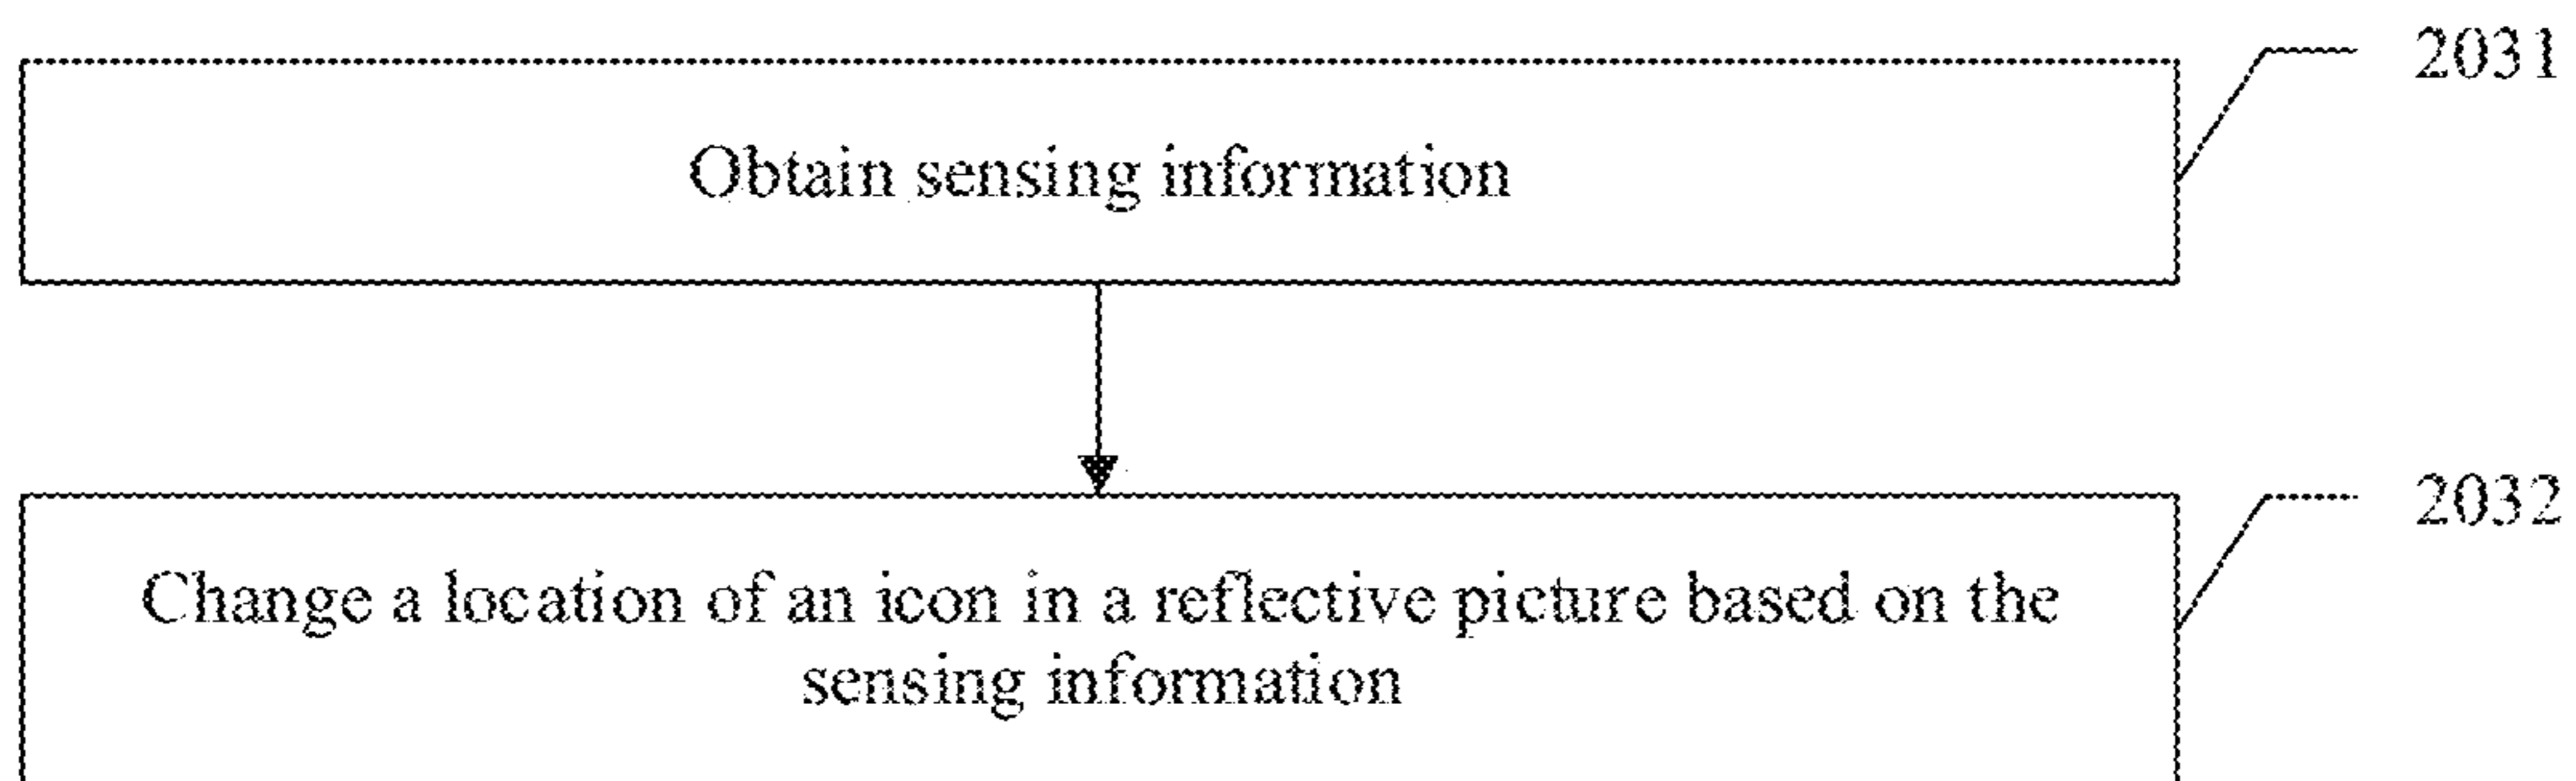 2031
Obtain sensing information
2032
Change a location of an icon in a reflective picture based on the
sensing information